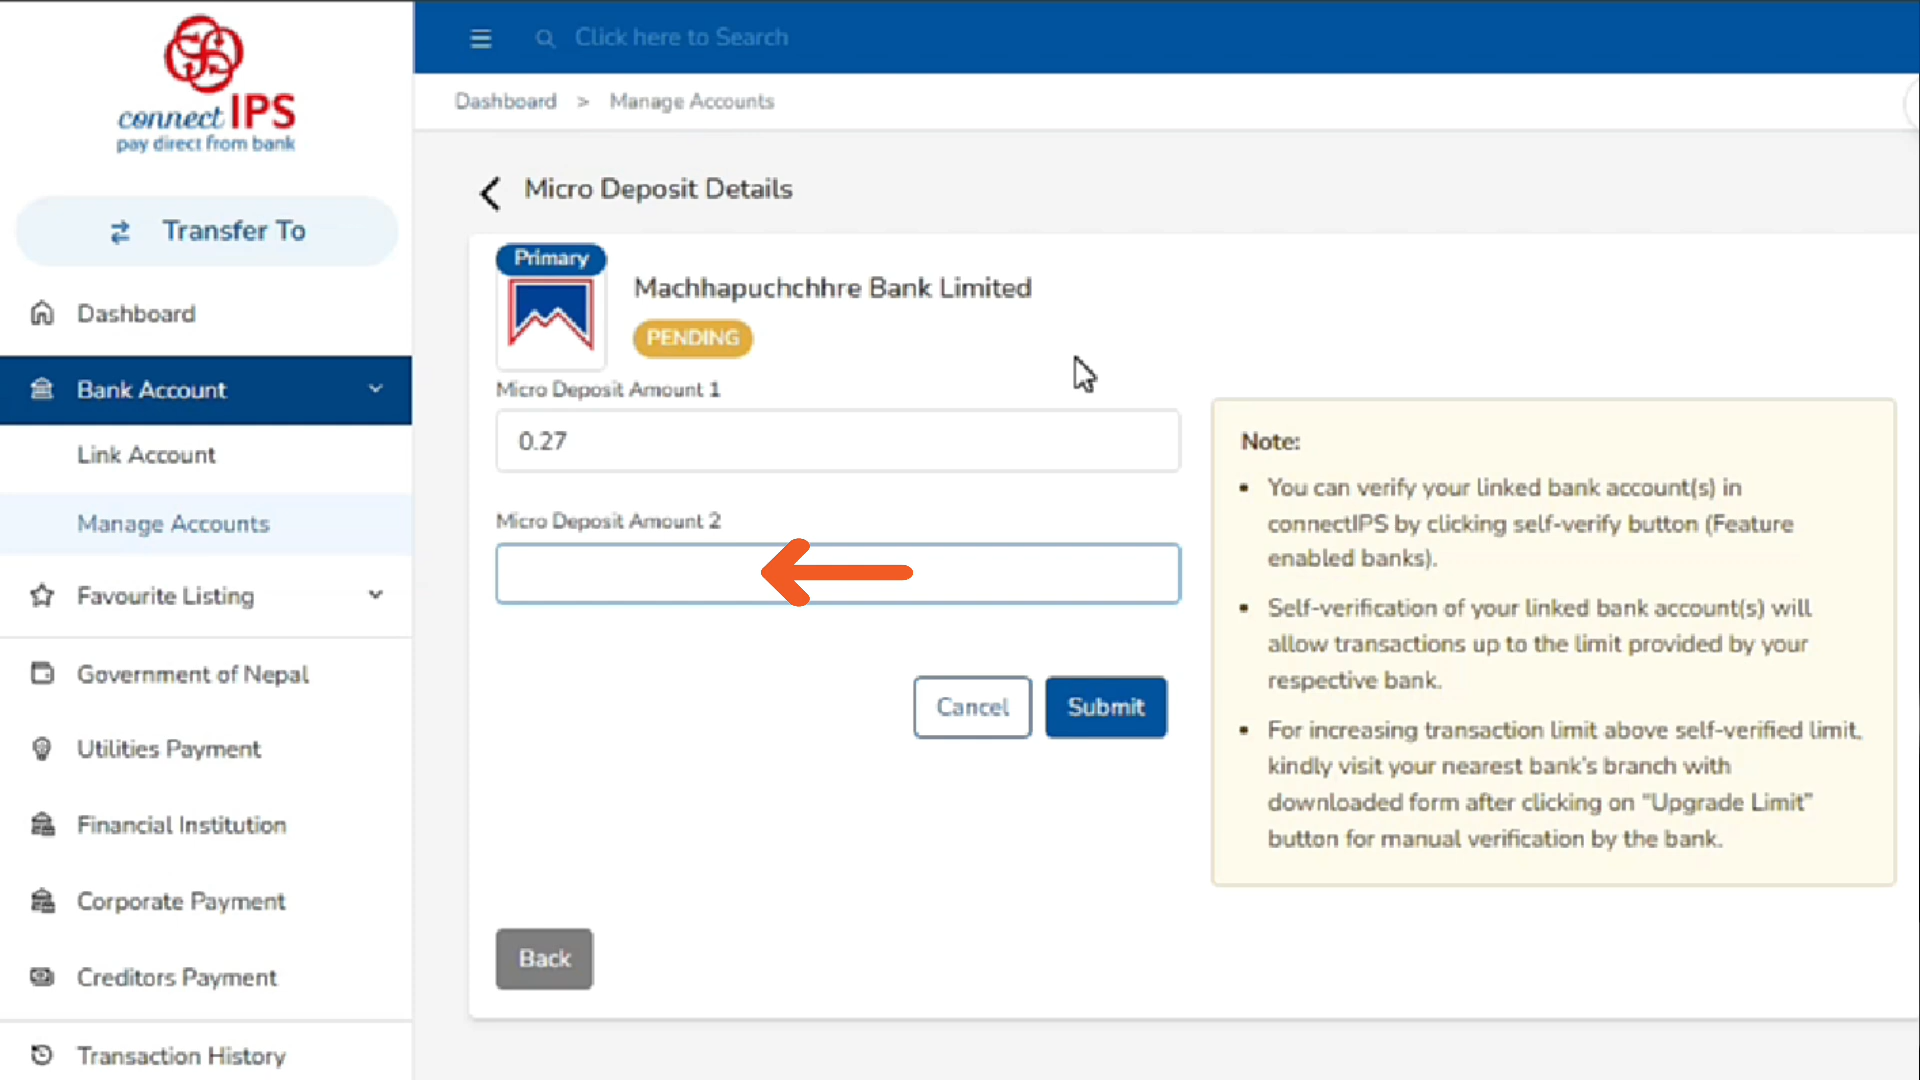 connectIPS
pay direct from bank
Transfer To
Dashboard
Bank Account
Link Account
Manage Accounts
Favourite Listing
Government of Nepal
Utilities Payment
Financial Institution
Corporate Payment
Creditors Payment
Transaction History
Click here to Search
Dashboard > Manage Accounts
Micro Deposit Details
Primary
Machhapuchchhre Bank Limited
PENDING
Micro Deposit Amount 1
0.27
Micro Deposit Amount 2
Cancel
Submit
Back
Note:
• You can verify your linked bank account(s) in
connectIPS by clicking self-verify button (Feature
enabled banks).
• Self-verification of your linked bank account(s) will
allow transactions up to the limit provided by your
respective bank.
• For increasing transaction limit above self-verified limit,
kindly visit your nearest bank's branch with
downloaded form after clicking on "Upgrade Limit"
button for manual verification by the bank.